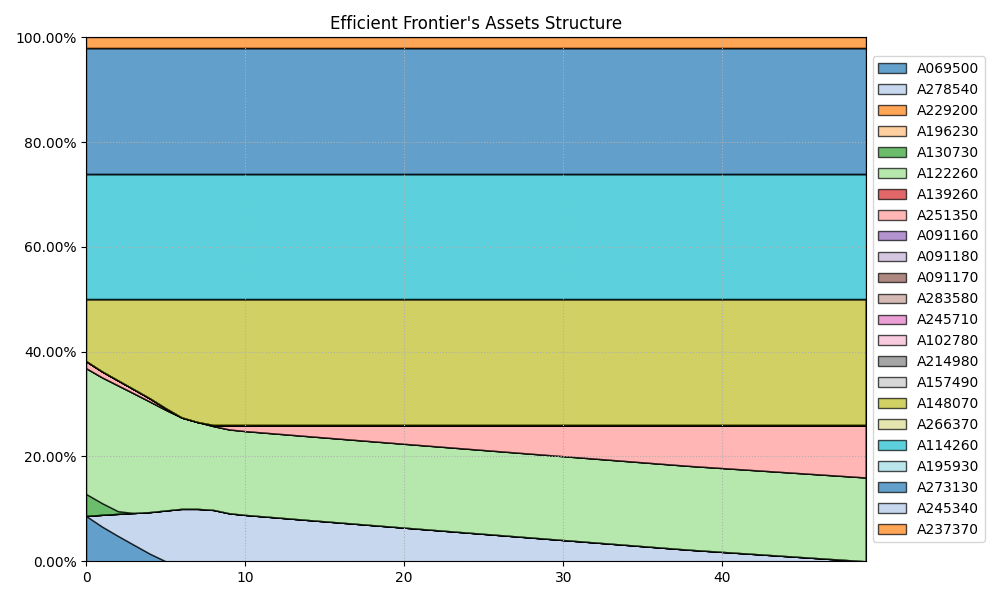 Efficient Frontier's Assets Structure
100.00%
80.00%
60.00%
40.00%
20.00%
0.00%
0
10
20
30
40
A069500
A278540
A229200
A196230
A130730
A122260
A139260
A251350
A091160
A091180
A091170
A283580
A245710
A102780
A214980
A157490
A148070
A266370
A114260
A195930
A273130
A245340
A237370